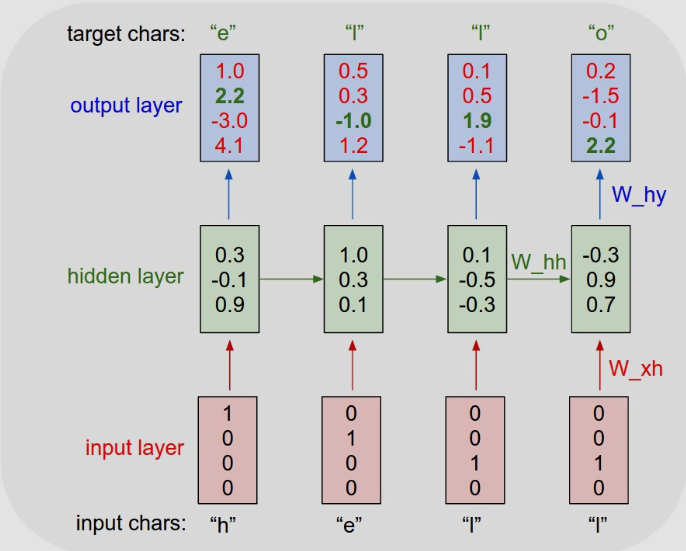 target chars: “e” “l” “l” “o”
output layer
1.0 0.5 0.1 0.2
2.2 0.3 0.5 -1.5
-3.0 -1.0 1.9 -0.1
4.1 1.2 -1.1 2.2
W_hy
hidden layer
0.3 1.0 0.1 -0.3
-0.1 0.3 -0.5 0.9
0.9 0.1 -0.3 0.7
W_hh
W_xh
input layer
1 0 0 0
0 1 0 0
0 0 1 1
0 0 0 0
input chars: “h” “e” “l” “l”